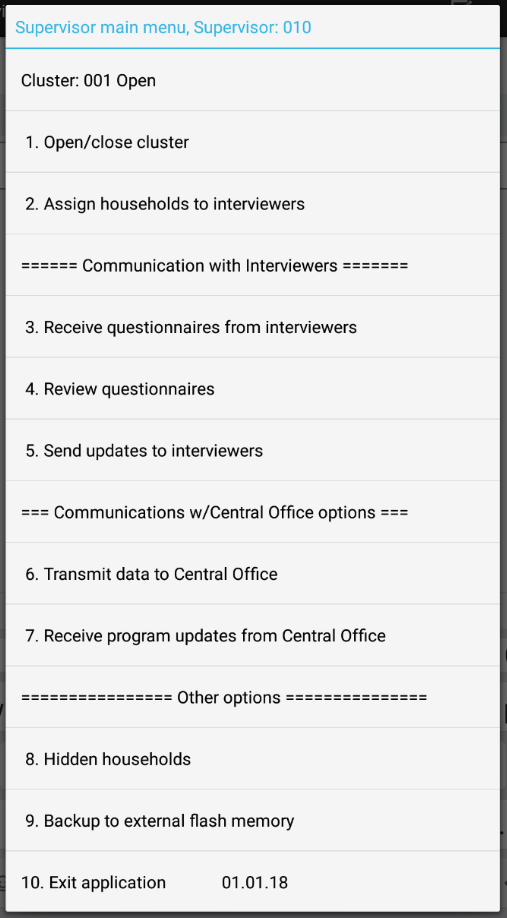 Supervisor main menu, Supervisor: 010
Cluster: 001 Open
1. Open/close cluster
2. Assign households to interviewers
====== Communication with Interviewers =======
3. Receive questionnaires from interviewers
4. Review questionnaires
5. Send updates to interviewers
=== Communications w/Central Office options ===
6. Transmit data to Central Office
7. Receive program updates from Central Office
================ Other options ===============
8. Hidden households
9. Backup to external flash memory
10. Exit application 01.01.18